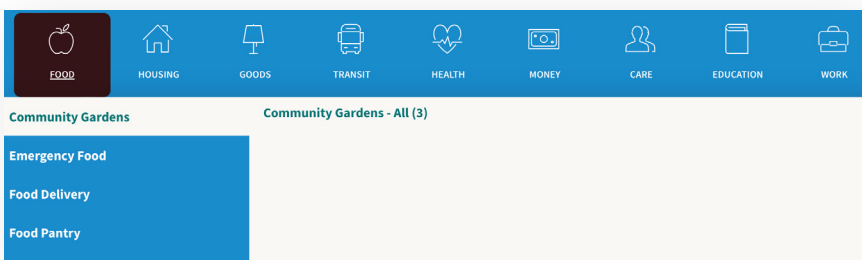 FOOD HOUSING GOODS TRANSIT HEALTH MONEY CARE EDUCATION WORK
Community Gardens
Community Gardens - All (3)
Emergency Food
Food Delivery
Food Pantry